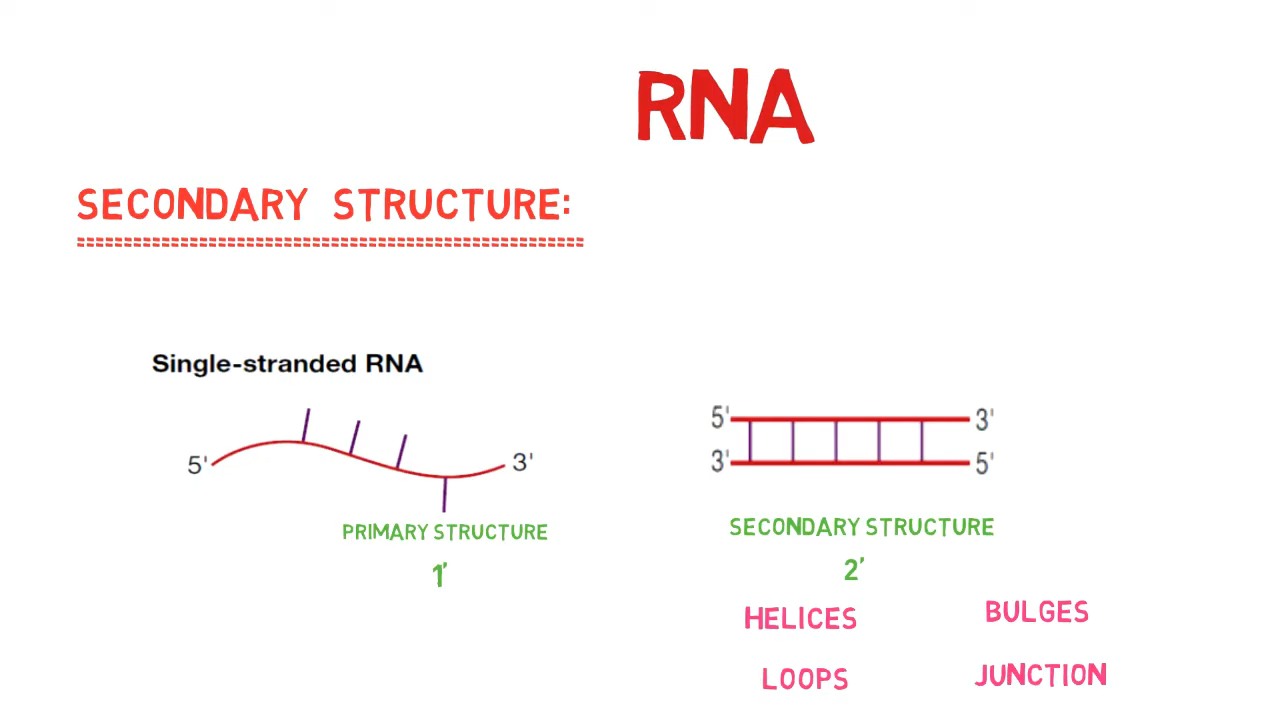 RNA
SECONDARY STRUCTURE:
Single-stranded RNA
5' 3'
5' 3'
3' 5'
PRIMARY STRUCTURE
1'
SECONDARY STRUCTURE
2'
HELICES BULGES
LOOPS JUNCTION